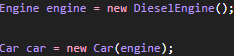 Engine engine = new DieselEngine();
Car car = new Car(engine);